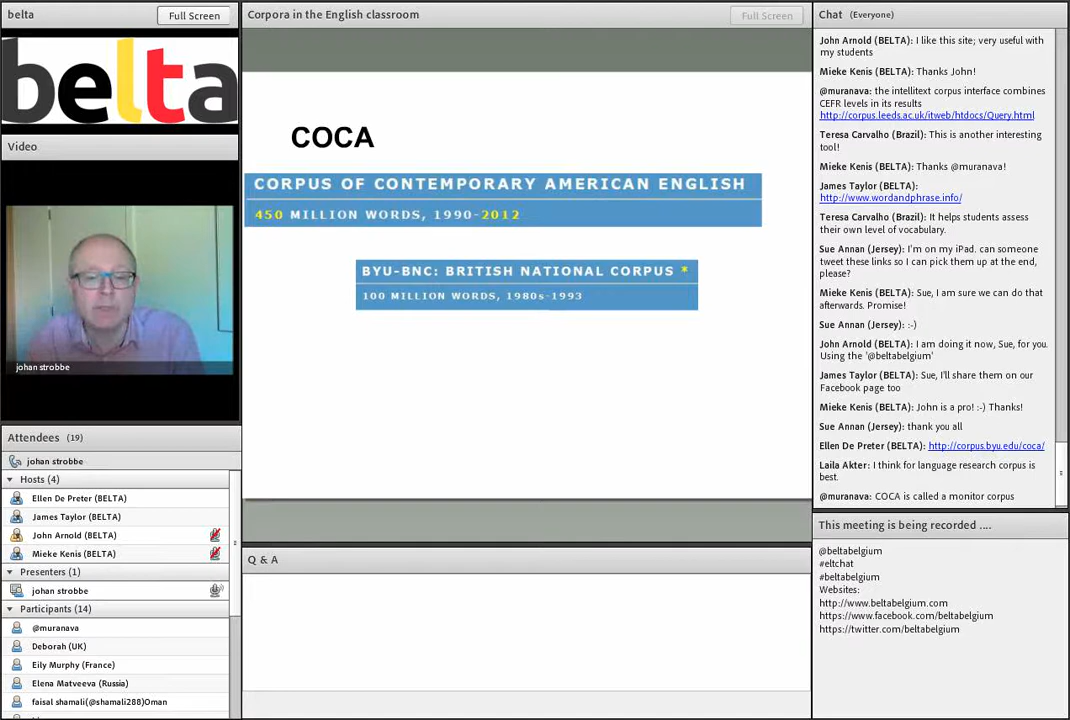 belta
Full Screen
belta
Video
johan strobbe
Attendees (19)
johan strobbe
Hosts (4)
Ellen De Preter (BELTA)
James Taylor (BELTA)
John Arnold (BELTA)
Mieke Kenis (BELTA)
Presenters (1)
johan strobbe
Participants (14)
@muranava
Deborah (UK)
Eily Murphy (France)
Elena Matveeva (Russia)
faisal shamali(@shamali288)Oman
Corpora in the English classroom
Full Screen
COCA
CORPUS OF CONTEMPORARY AMERICAN ENGLISH
450 MILLION WORDS, 1990-2012
BYU-BNC: BRITISH NATIONAL CORPUS *
100 MILLION WORDS, 1980s-1993
Q & A
Chat (Everyone)
John Arnold (BELTA): I like this site; very useful with
my students
Mieke Kenis (BELTA): Thanks John!
@muranava: the intellitext corpus interface combines
CEFR levels in its results
http://corpus.leeds.ac.uk/itweb/htdocs/Query.html
Teresa Carvalho (Brazil): This is another interesting
tool!
Mieke Kenis (BELTA): Thanks @muranava!
James Taylor (BELTA):
http://www.wordandphrase.info/
Teresa Carvalho (Brazil): It helps students assess
their own level of vocabulary.
Sue Annan (Jersey): I'm on my iPad. can someone
tweet these links so I can pick them up at the end,
please?
Mieke Kenis (BELTA): Sue, I am sure we can do that
afterwards. Promise!
Sue Annan (Jersey): :-)
John Arnold (BELTA): I am doing it now, Sue, for you.
Using the '@beltabelgium'
James Taylor (BELTA): Sue, I'll share them on our
Facebook page too
Mieke Kenis (BELTA): John is a pro! :-) Thanks!
Sue Annan (Jersey): thank you all
Ellen De Preter (BELTA): http://corpus.byu.edu/coca/
Laila Akter: I think for language research corpus is
best.
@muranava: COCA is called a monitor corpus
This meeting is being recorded ....
@beltabelgium
#eltchat
#beltabelgium
Websites:
http://www.beltabelgium.com
https://www.facebook.com/beltabelgium
https://twitter.com/beltabelgium